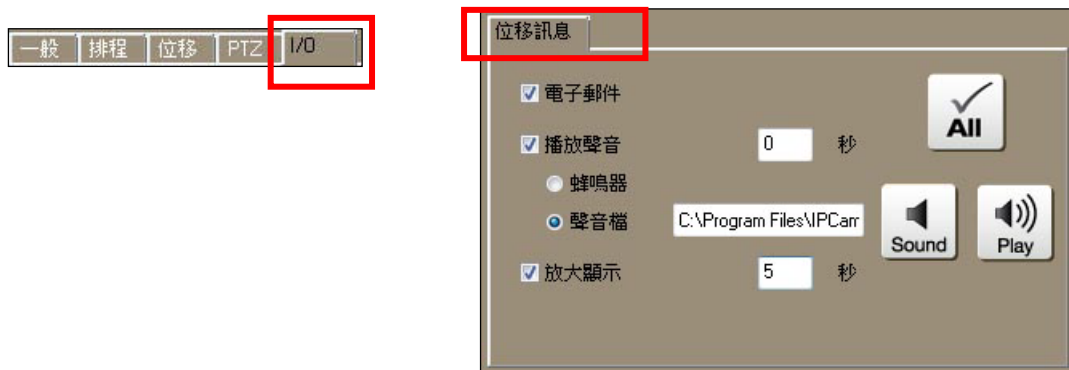 一般 排程 位移 PTZ I/O
位移訊息
電子郵件
All
播放聲音 0 秒
蜂鳴器
聲音檔 C:\Program Files\IPCam
Sound Play
放大顯示 5 秒